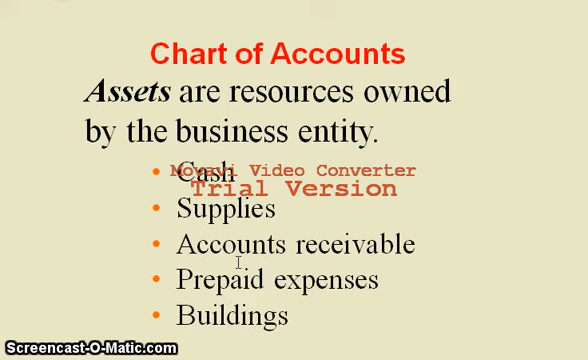 Chart of Accounts
Assets are resources owned
by the business entity.
• Cash
Movavi Video Converter
Trial Version
• Supplies
• Accounts receivable
• Prepaid expenses
• Buildings
Screencast-O-Matic.com